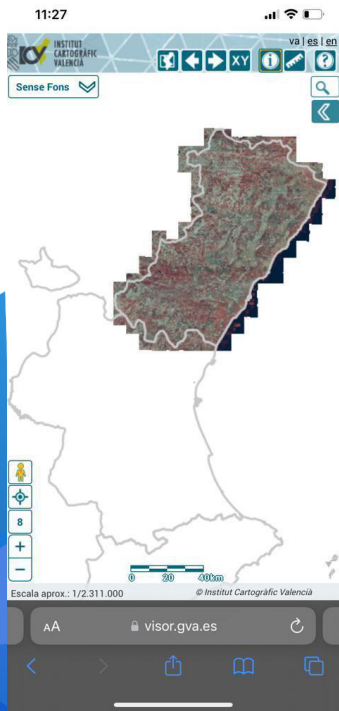 11:27
INSTITUT
CARTOGRÀFIC
VALENCIÀ
XY
va | es | en
Sense Fons
8
0 20 40km
Escala aprox.: 1/2.311.000
© Institut Cartogràfic Valencià
AA
visor.gva.es